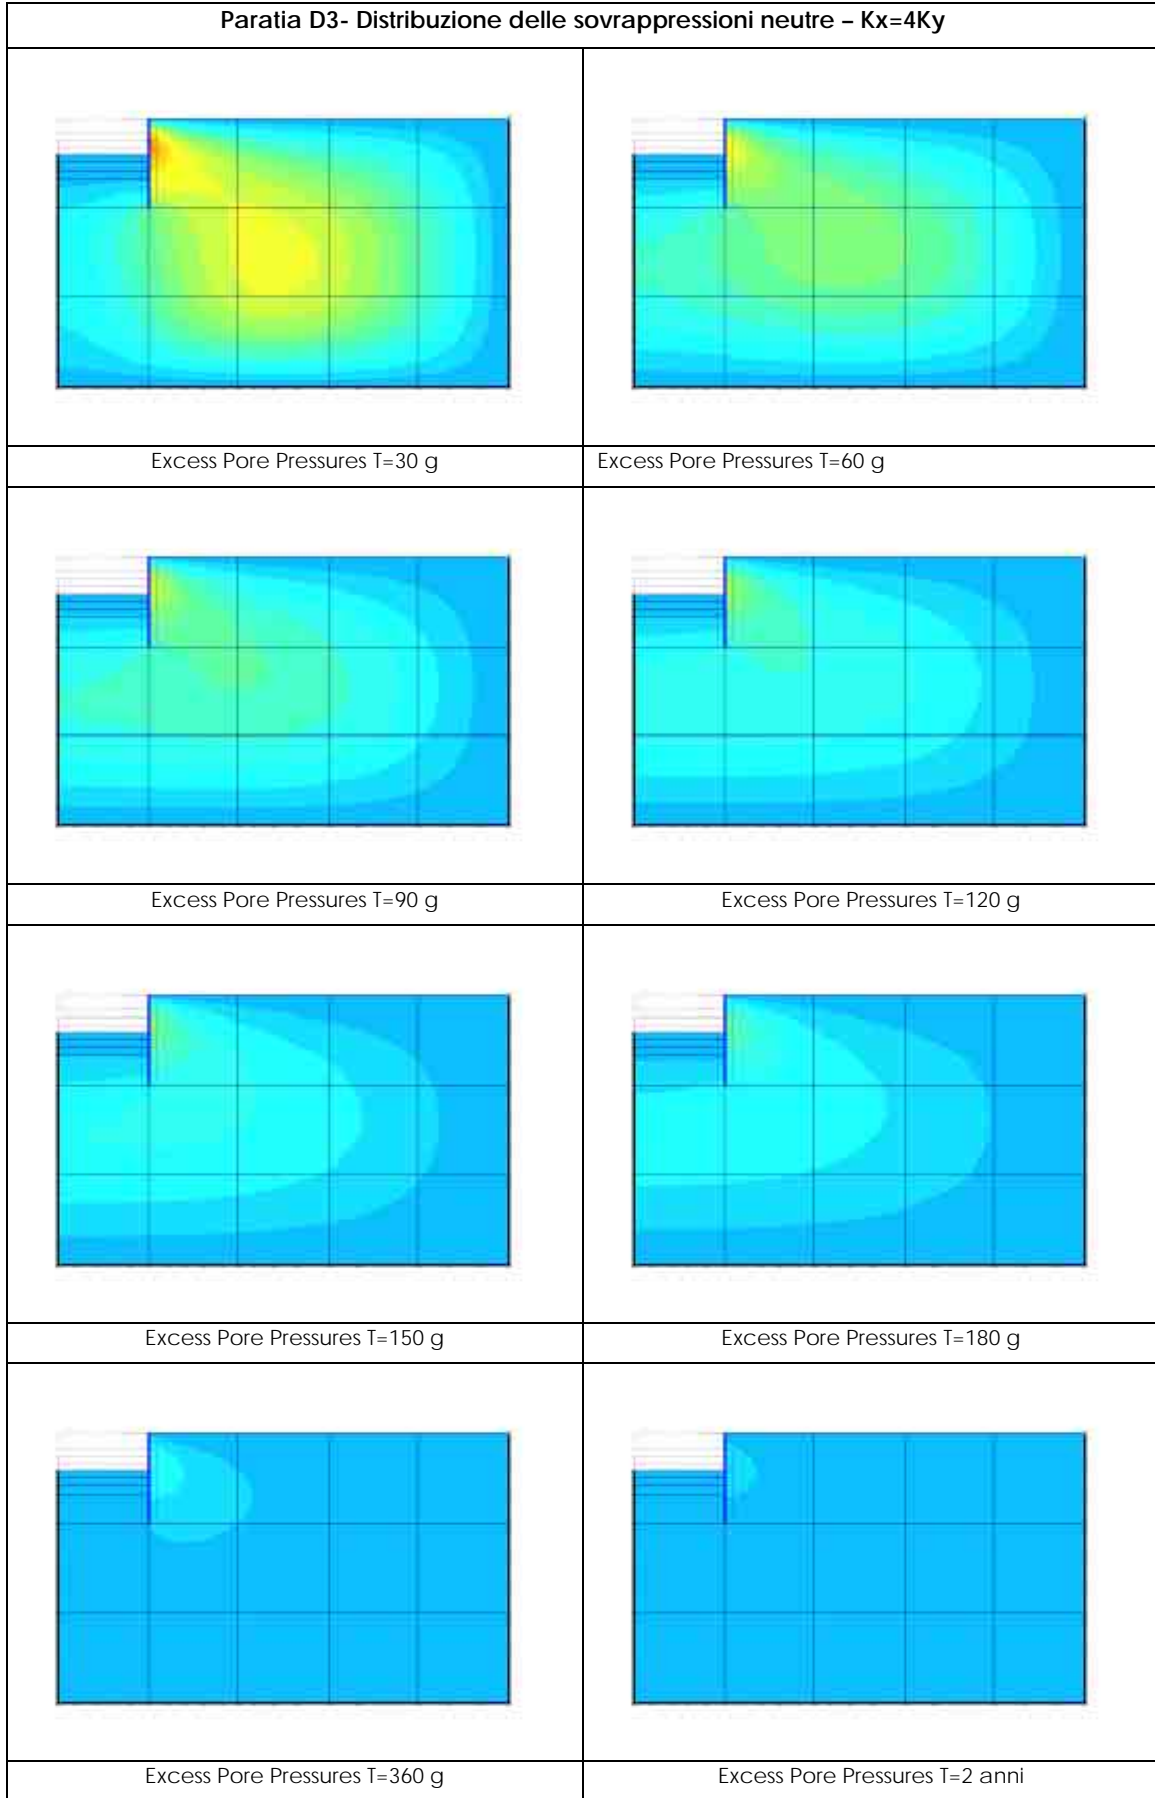 Paratia D3- Distribuzione delle sovrappressioni neutre – Kx=4Ky
Excess Pore Pressures T=30 g
Excess Pore Pressures T=60 g
Excess Pore Pressures T=90 g
Excess Pore Pressures T=120 g
Excess Pore Pressures T=150 g
Excess Pore Pressures T=180 g
Excess Pore Pressures T=360 g
Excess Pore Pressures T=2 anni